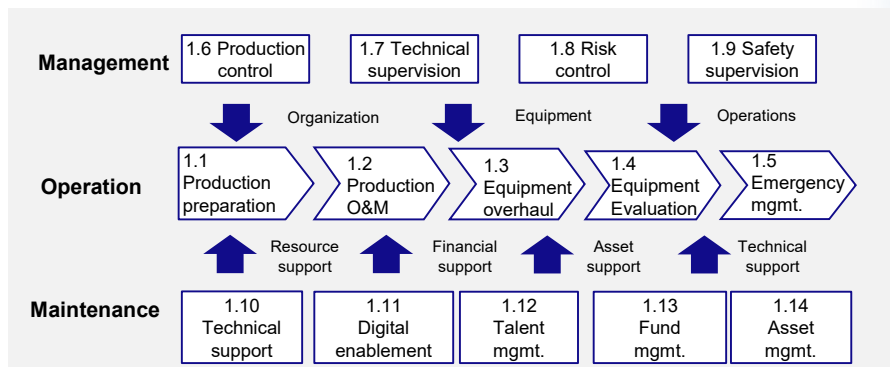 Management
1.6 Production
control
1.7 Technical
supervision
1.8 Risk
control
1.9 Safety
supervision
Organization
Equipment
Operations
Operation
1.1
Production
preparation
1.2
Production
O&M
1.3
Equipment
overhaul
1.4
Equipment
Evaluation
1.5
Emergency
mgmt.
Resource
support
Financial
support
Asset
support
Technical
support
Maintenance
1.10
Technical
support
1.11
Digital
enablement
1.12
Talent
mgmt.
1.13
Fund
mgmt.
1.14
Asset
mgmt.